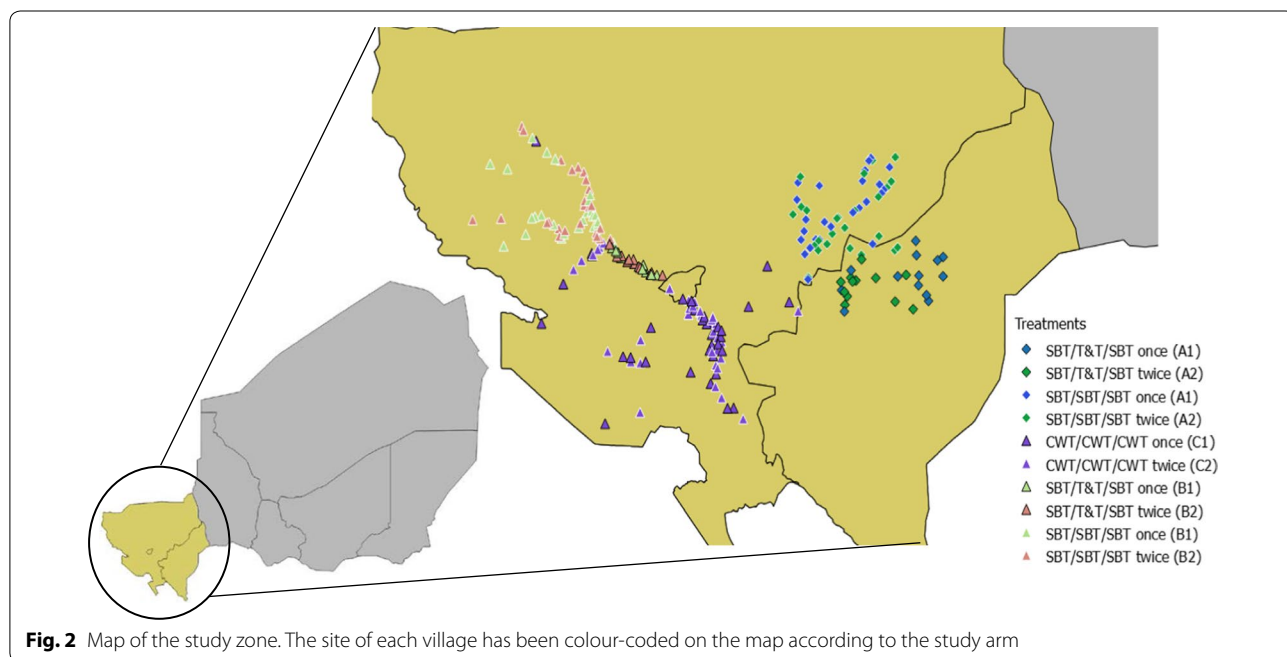 Treatments
SBT/T&T/SBT once (A1)
SBT/T&T/SBT twice (A2)
SBT/SBT/SBT once (A1)
SBT/SBT/SBT twice (A2)
CWT/CWT/CWT once (C1)
CWT/CWT/CWT twice (C2)
SBT/T&T/SBT once (B1)
SBT/T&T/SBT twice (B2)
SBT/SBT/SBT once (B1)
SBT/SBT/SBT twice (B2)
Fig. 2 Map of the study zone. The site of each village has been colour-coded on the map according to the study arm